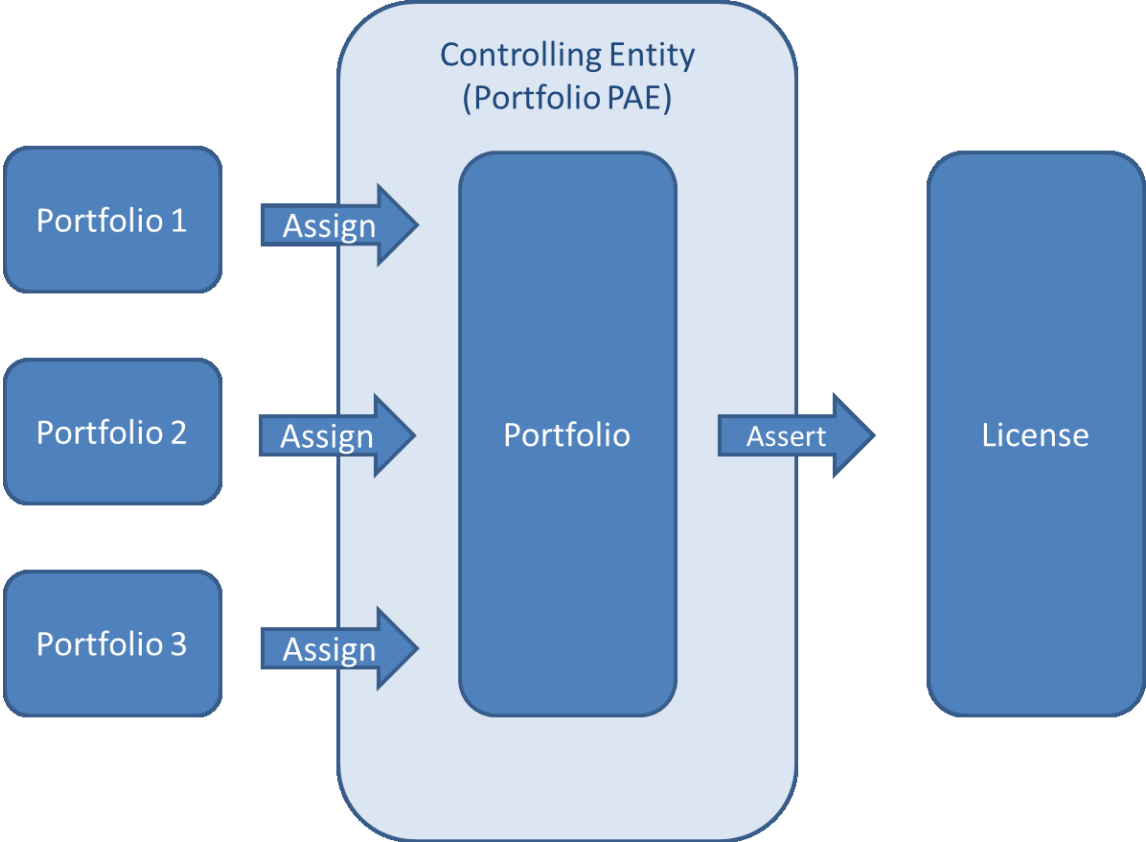 Controlling Entity
(Portfolio PAE)
Portfolio 1
Assign
Portfolio 2
Assign
Portfolio
Assert
License
Portfolio 3
Assign